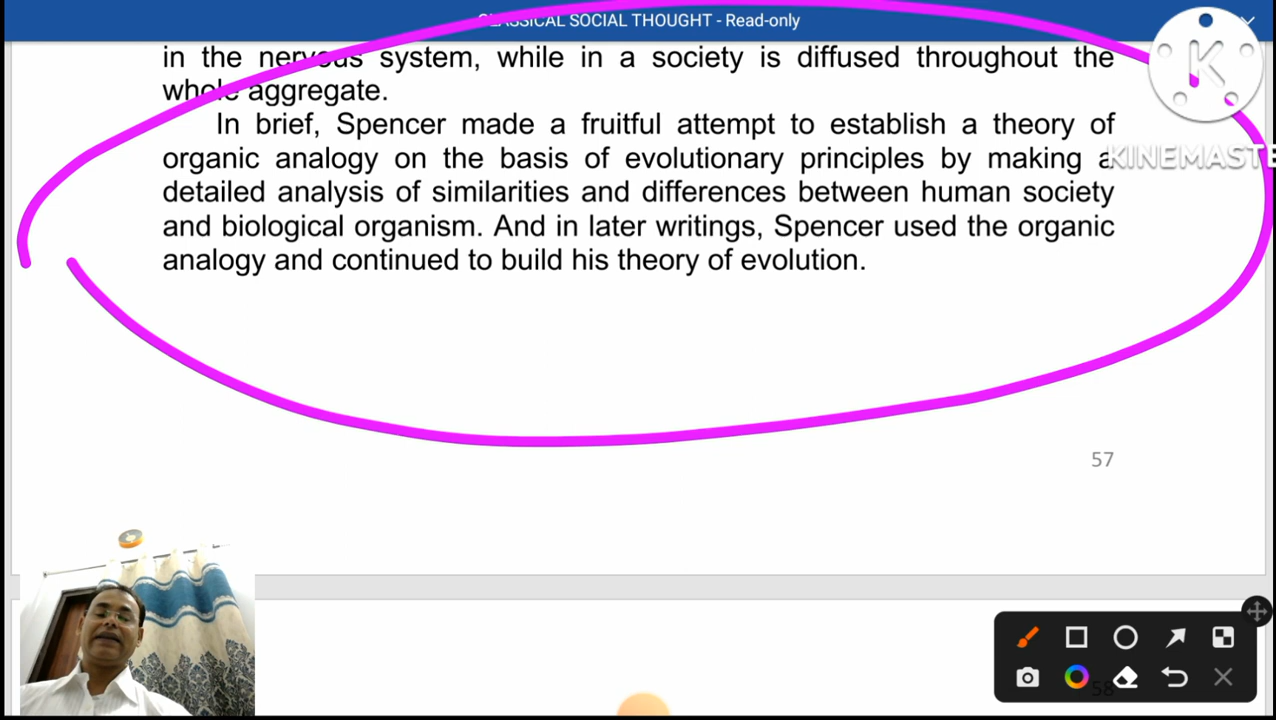 CLASSICAL SOCIAL THOUGHT - Read-only
in the nervous system, while in a society is diffused throughout the
whole aggregate.
In brief, Spencer made a fruitful attempt to establish a theory of
organic analogy on the basis of evolutionary principles by making a
detailed analysis of similarities and differences between human society
and biological organism. And in later writings, Spencer used the organic
analogy and continued to build his theory of evolution.
K
KINEMASTE
57
58